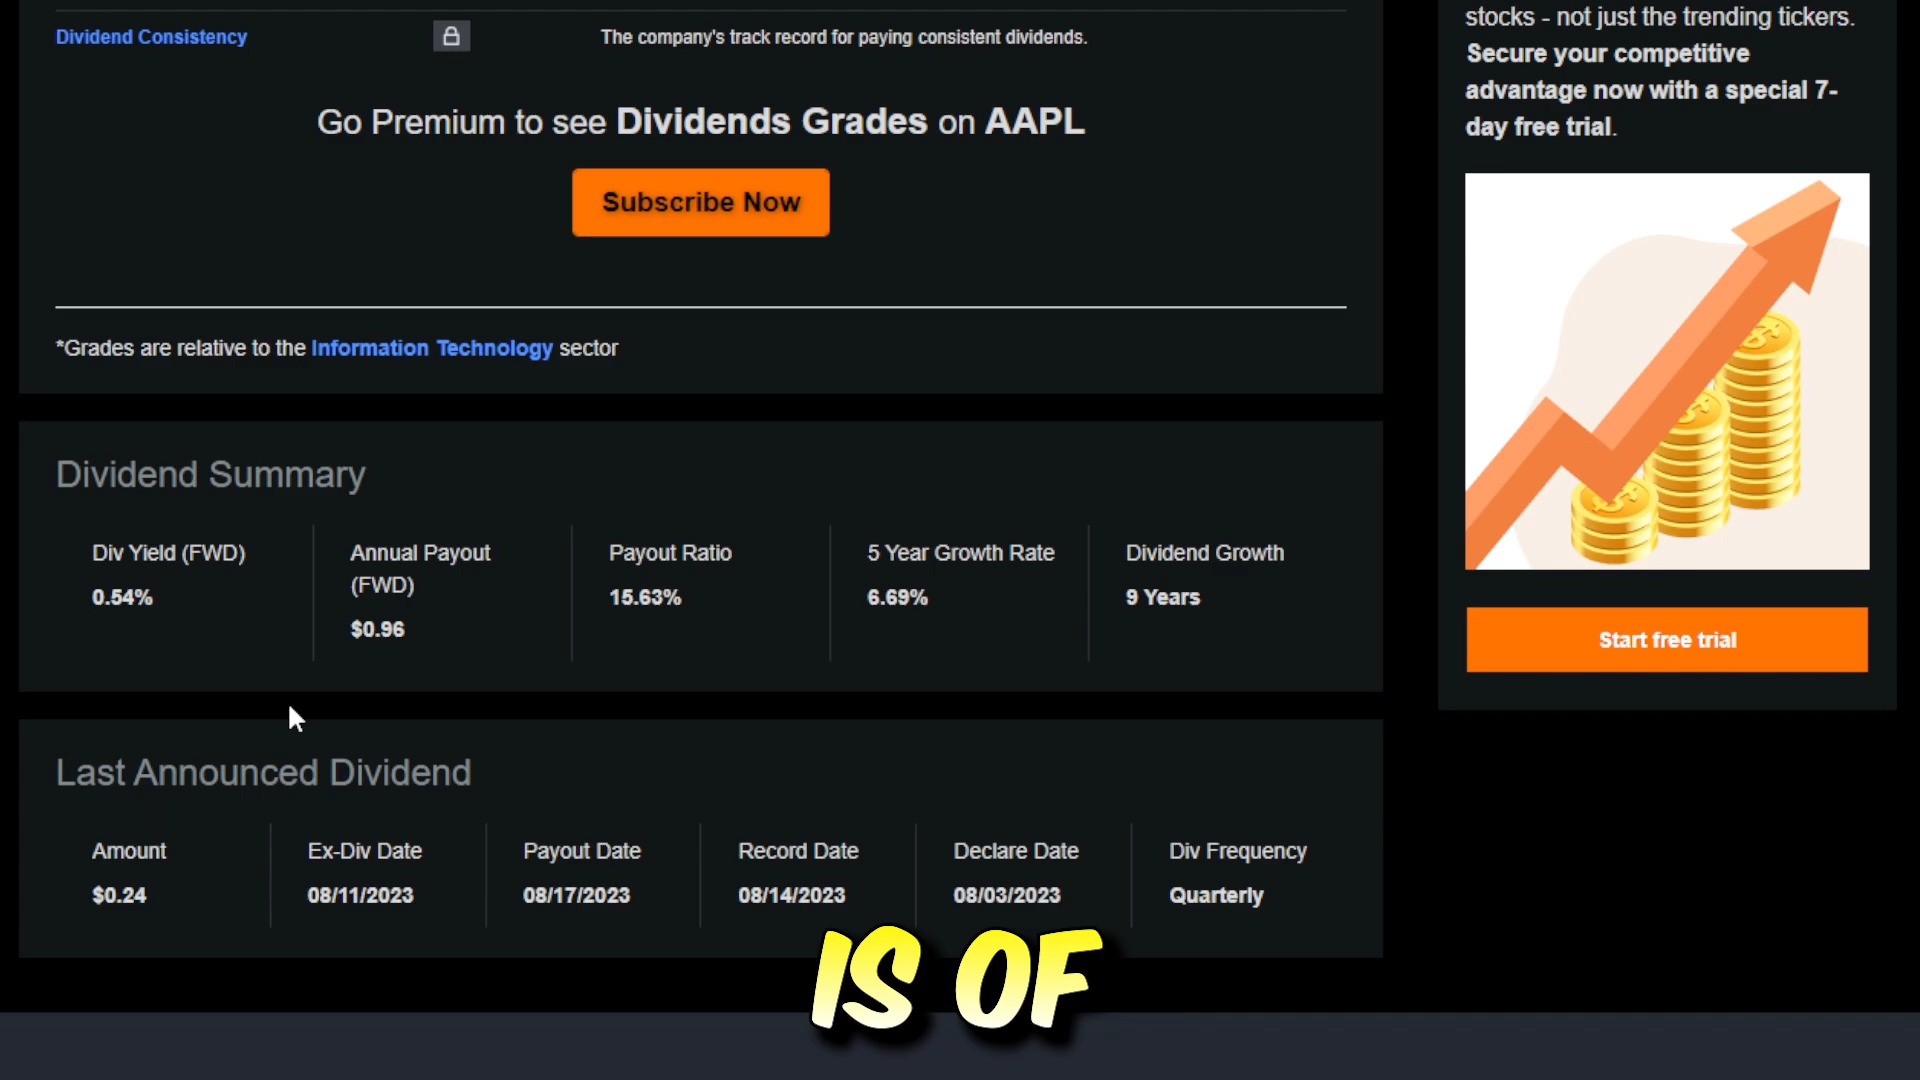 Dividend Consistency
The company's track record for paying consistent dividends.
Go Premium to see Dividends Grades on AAPL
Subscribe Now
*Grades are relative to the Information Technology sector
Dividend Summary
Div Yield (FWD)
0.54%
Annual Payout
(FWD)
$0.96
Payout Ratio
15.63%
5 Year Growth Rate
6.69%
Dividend Growth
9 Years
Last Announced Dividend
Amount
$0.24
Ex-Div Date
08/11/2023
Payout Date
08/17/2023
Record Date
08/14/2023
Declare Date
08/03/2023
Div Frequency
Quarterly
IS OF
stocks - not just the trending tickers.
Secure your competitive
advantage now with a special 7-
day free trial.
Start free trial